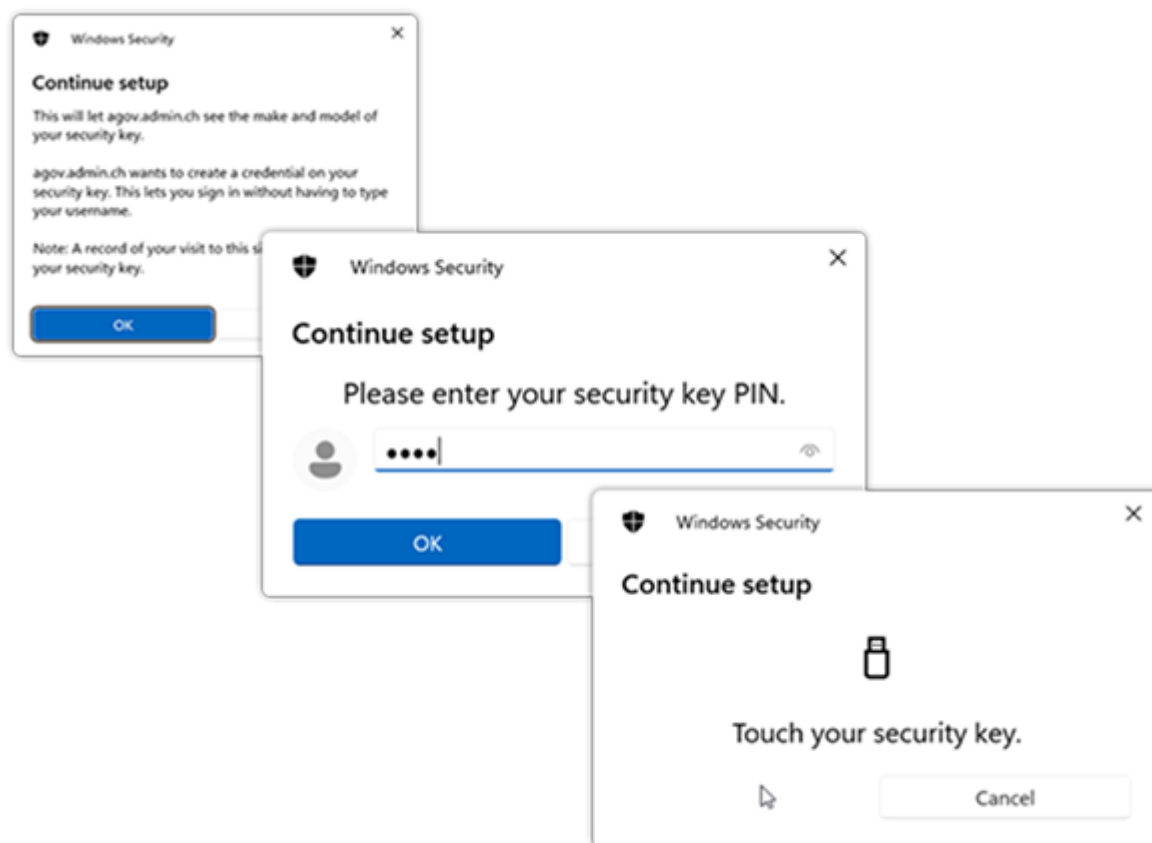 Windows Security
Continue setup
This will let agov.admin.ch see the make and model of
your security key.
agov.admin.ch wants to create a credential on your
security key. This lets you sign in without having to type
your username.
Note: A record of your visit to this
your security key.
OK
Windows Security
Continue setup
Please enter your security key PIN.
••••
OK
Windows Security
Continue setup
Touch your security key.
Cancel